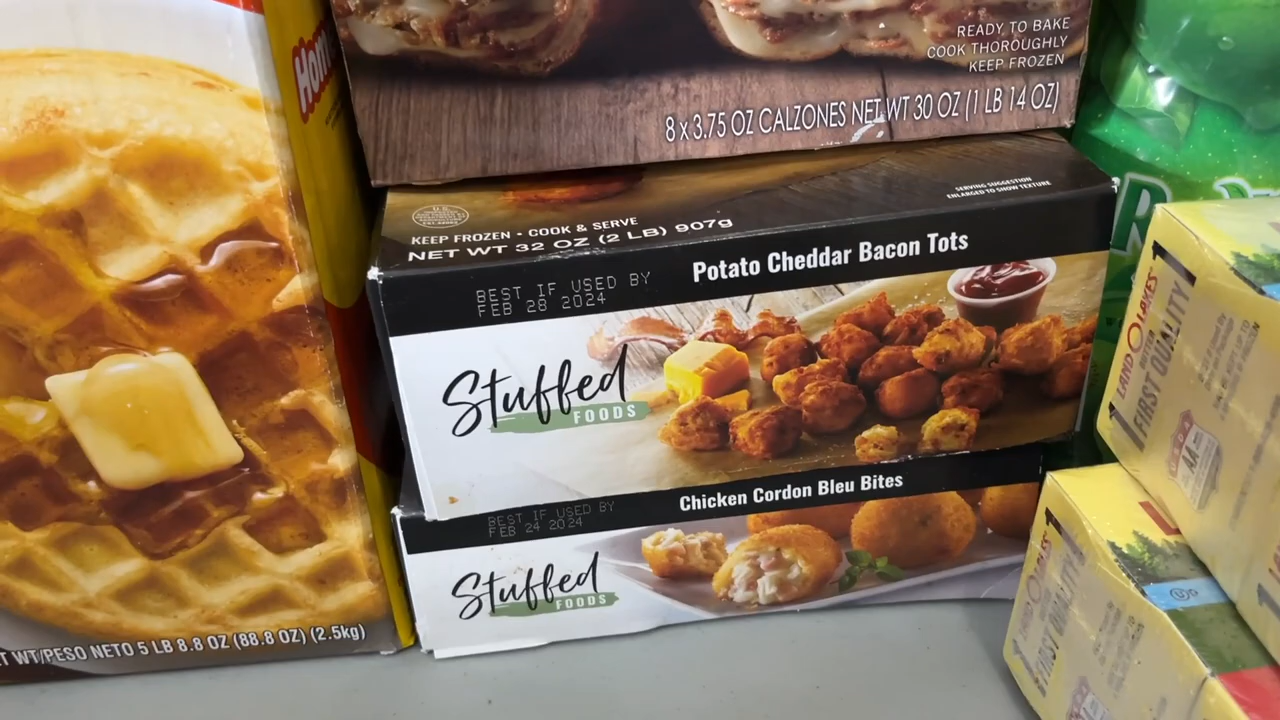 Hom
READY TO BAKE
COOK THOROUGHLY
KEEP FROZEN
8 x 3.75 OZ CALZONES NET WT 30 OZ (1 LB 14 OZ)
SERVING SUGGESTION
ENLARGED TO SHOW TEXTURE
KEEP FROZEN • COOK & SERVE
NET WT 32 OZ (2 LB) 907g
Potato Cheddar Bacon Tots
BEST IF USED BY
FEB 28 2024
Stuffed
FOODS
Chicken Cordon Bleu Bites
BEST IF USED BY
FEB 24 2024
Stuffed
FOODS
T WT/PESO NETO 5 LB 8.8 OZ (88.8 OZ) (2.5kg)
LAND O LAKES
FIRST QUALITY
AA
FIRST QUALITY